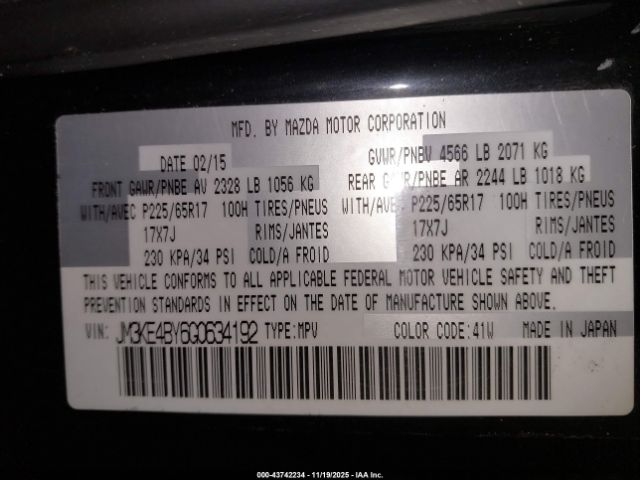 MFD. BY MAZDA MOTOR CORPORATION
DATE 02/15 GVWR/PNBV 4566 LB 2071 KG
FRONT GAWR/PNBE AV 2328 LB 1056 KG REAR GAWR/PNBE AR 2244 LB 1018 KG
WITH/AVEC P225/65R17 100H TIRES/PNEUS WITH/AVEC P225/65R17 100H TIRES/PNEUS
17X7J RIMS/JANTES 17X7J RIMS/JANTES
230 KPA/34 PSI COLD/A FROID 230 KPA/34 PSI COLD/A FROID
THIS VEHICLE CONFORMS TO ALL APPLICABLE FEDERAL MOTOR VEHICLE SAFETY AND THEFT
PREVENTION STANDARDS IN EFFECT ON THE DATE OF MANUFACTURE SHOWN ABOVE.
VIN: JM3KE4BY6G0634192 TYPE:MPV COLOR CODE:41W MADE IN JAPAN
000-43742234 - 11/19/2025 - IAA Inc.